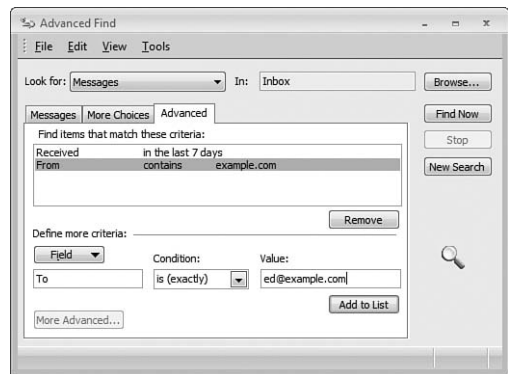 Advanced Find
File Edit View Tools
Look for: Messages In: Inbox Browse...
Messages More Choices Advanced Find Now
Find items that match these criteria: Stop
Received in the last 7 days
From contains example.com New Search
Remove
Define more criteria:
Field Condition: Value:
To is (exactly) ed@example.com
Add to List
More Advanced...